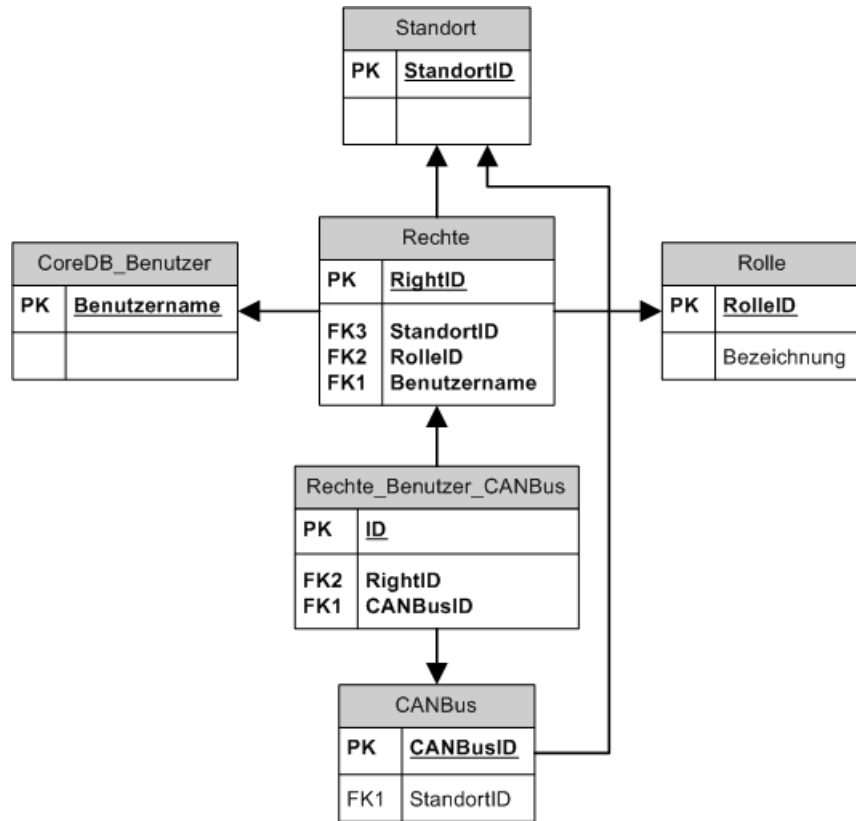 Standort
PK StandortID
Rechte
PK RightID
FK3 StandortID
FK2 RolleID
FK1 Benutzername
CoreDB_Benutzer
PK Benutzername
Rolle
PK RolleID
Bezeichnung
Rechte_Benutzer_CANBus
PK ID
FK2 RightID
FK1 CANBusID
CANBus
PK CANBusID
FK1 StandortID